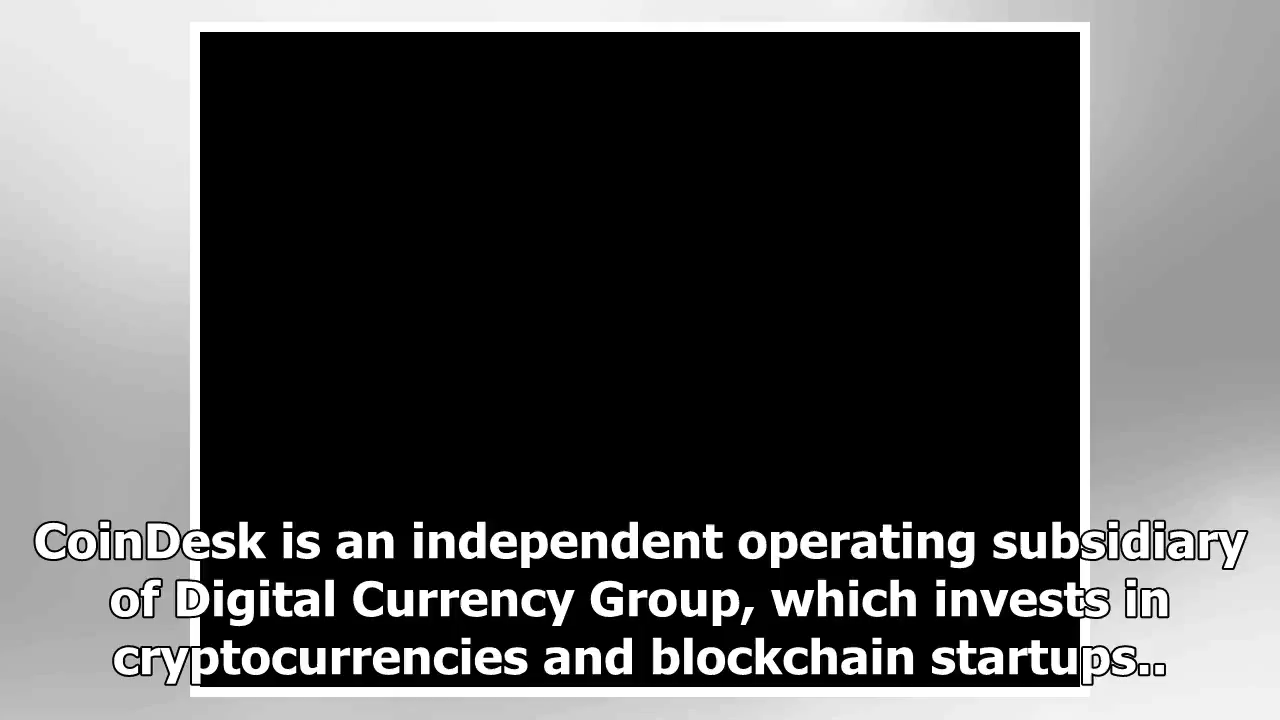 CoinDesk is an independent operating subsidiary
of Digital Currency Group, which invests in
cryptocurrencies and blockchain startups..